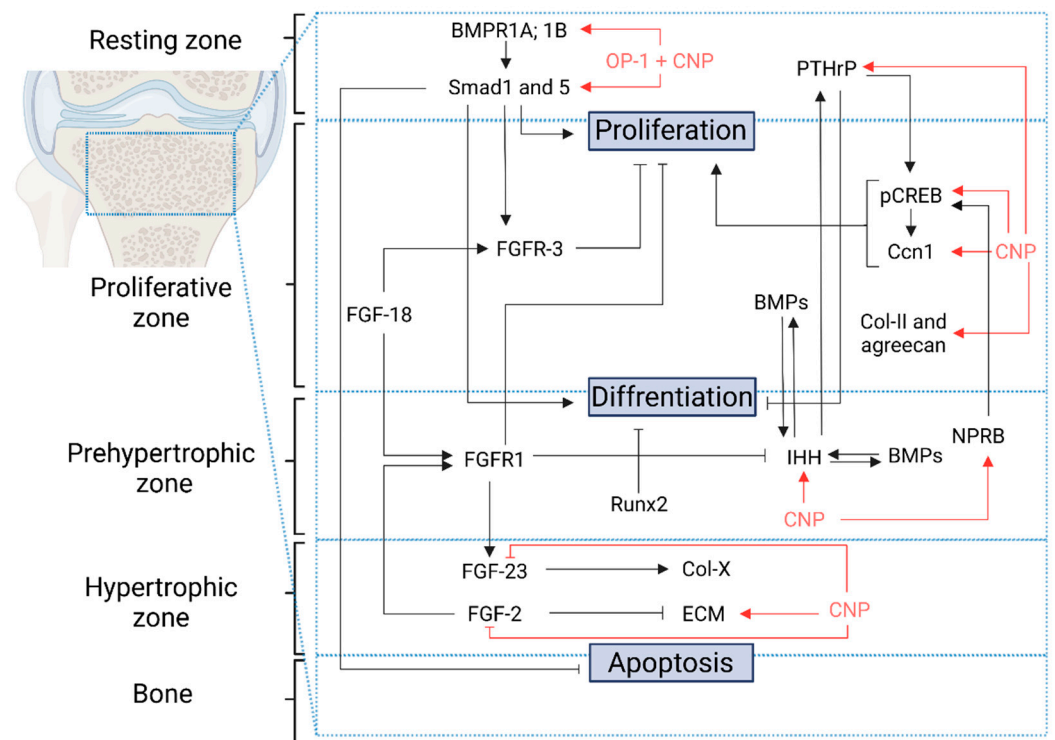 Resting zone
BMPR1A; 1B
OP-1 + CNP
Smad1 and 5
PTHrP
Proliferation
pCREB
Ccn1
CNP
FGFR-3
Proliferative
zone
FGF-18
BMPs
Col-II and
agreecan
Diffrentiation
Prehypertrophic
zone
FGFR1
IHH
BMPs
NPRB
Runx2
CNP
Hypertrophic
zone
FGF-23
Col-X
FGF-2
ECM
CNP
Apoptosis
Bone